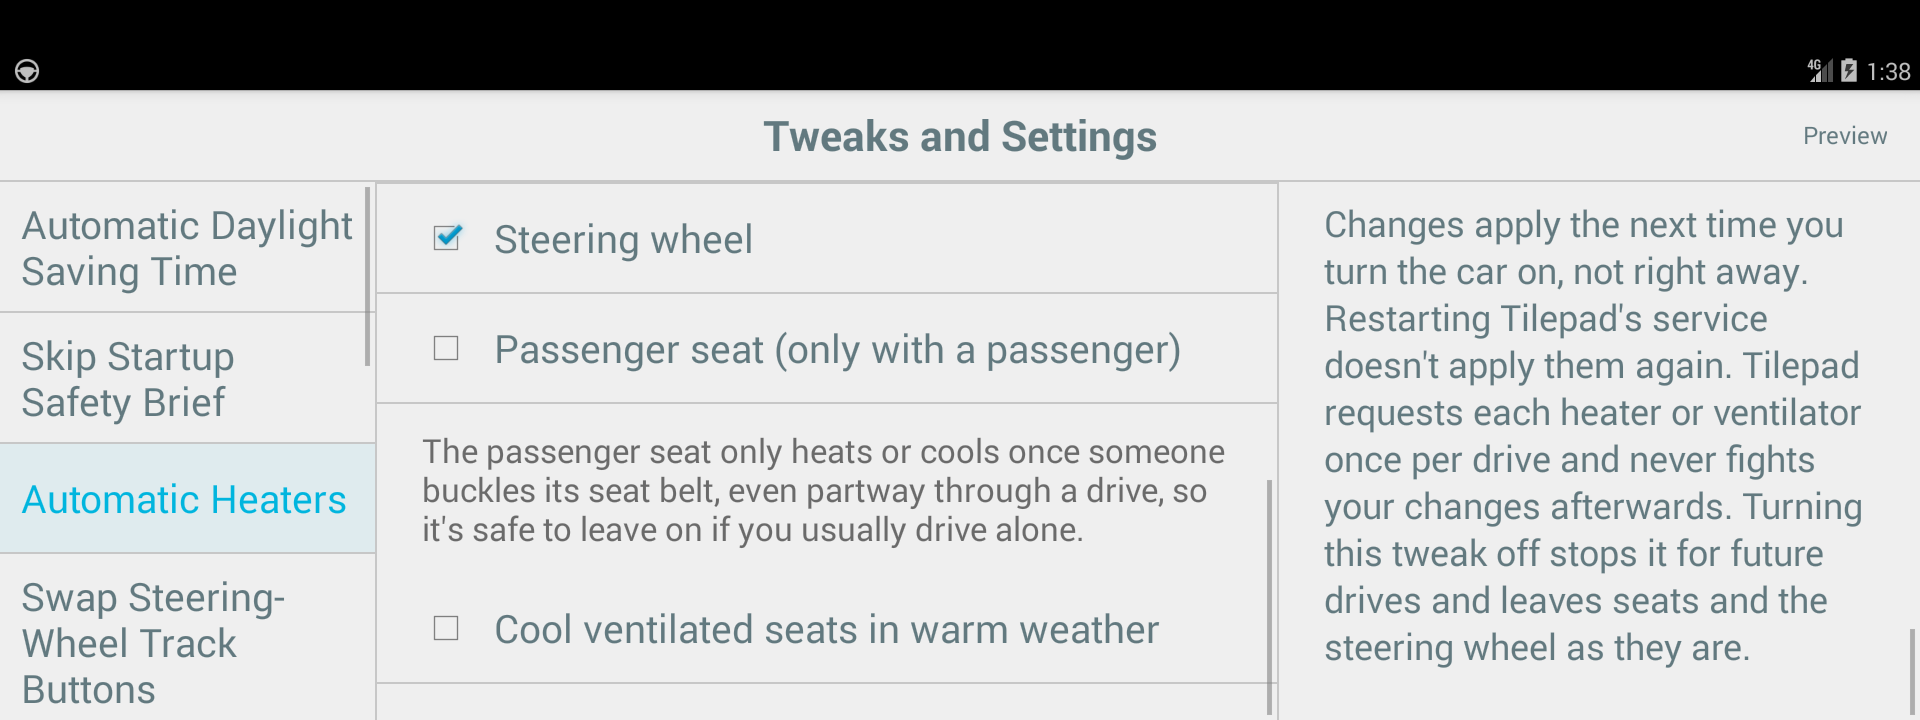 4G
1:38
Tweaks and Settings
Preview
Automatic Daylight
Saving Time
Skip Startup
Safety Brief
Automatic Heaters
Swap Steering-
Wheel Track
Buttons
Steering wheel
Passenger seat (only with a passenger)
The passenger seat only heats or cools once someone
buckles its seat belt, even partway through a drive, so
it's safe to leave on if you usually drive alone.
Cool ventilated seats in warm weather
Changes apply the next time you
turn the car on, not right away.
Restarting Tilepad's service
doesn't apply them again. Tilepad
requests each heater or ventilator
once per drive and never fights
your changes afterwards. Turning
this tweak off stops it for future
drives and leaves seats and the
steering wheel as they are.